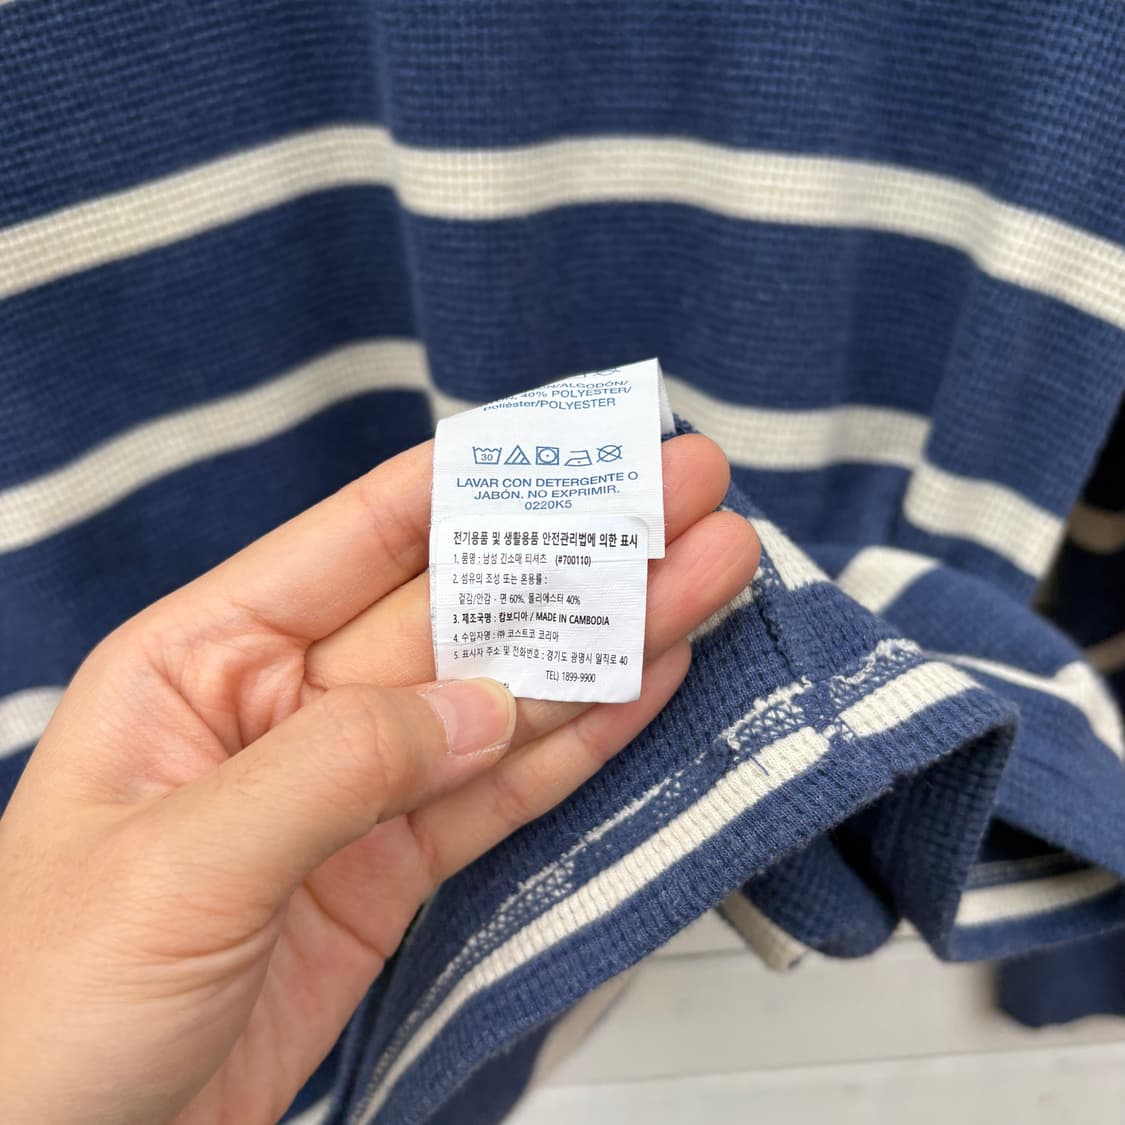 ALGODÓN/
40% POLYESTER/
poliéster/POLYESTER
30
LAVAR CON DETERGENTE O
JABÓN. NO EXPRIMIR.
0220K5
전기용품 및 생활용품 안전관리법에 의한 표시
1. 품명 : 남성 긴소매 티셔츠 (#700110)
2. 섬유의 조성 또는 혼용률 :
겉감/안감 - 면 60%, 폴리에스타 40%
3. 제조국명 : 캄보디아 / MADE IN CAMBODIA
4. 수입자명 : ㈜ 코스트코 코리아
5. 표시자 주소 및 전화번호 : 경기도 광명시 일직로 40
TEL) 1899-9900